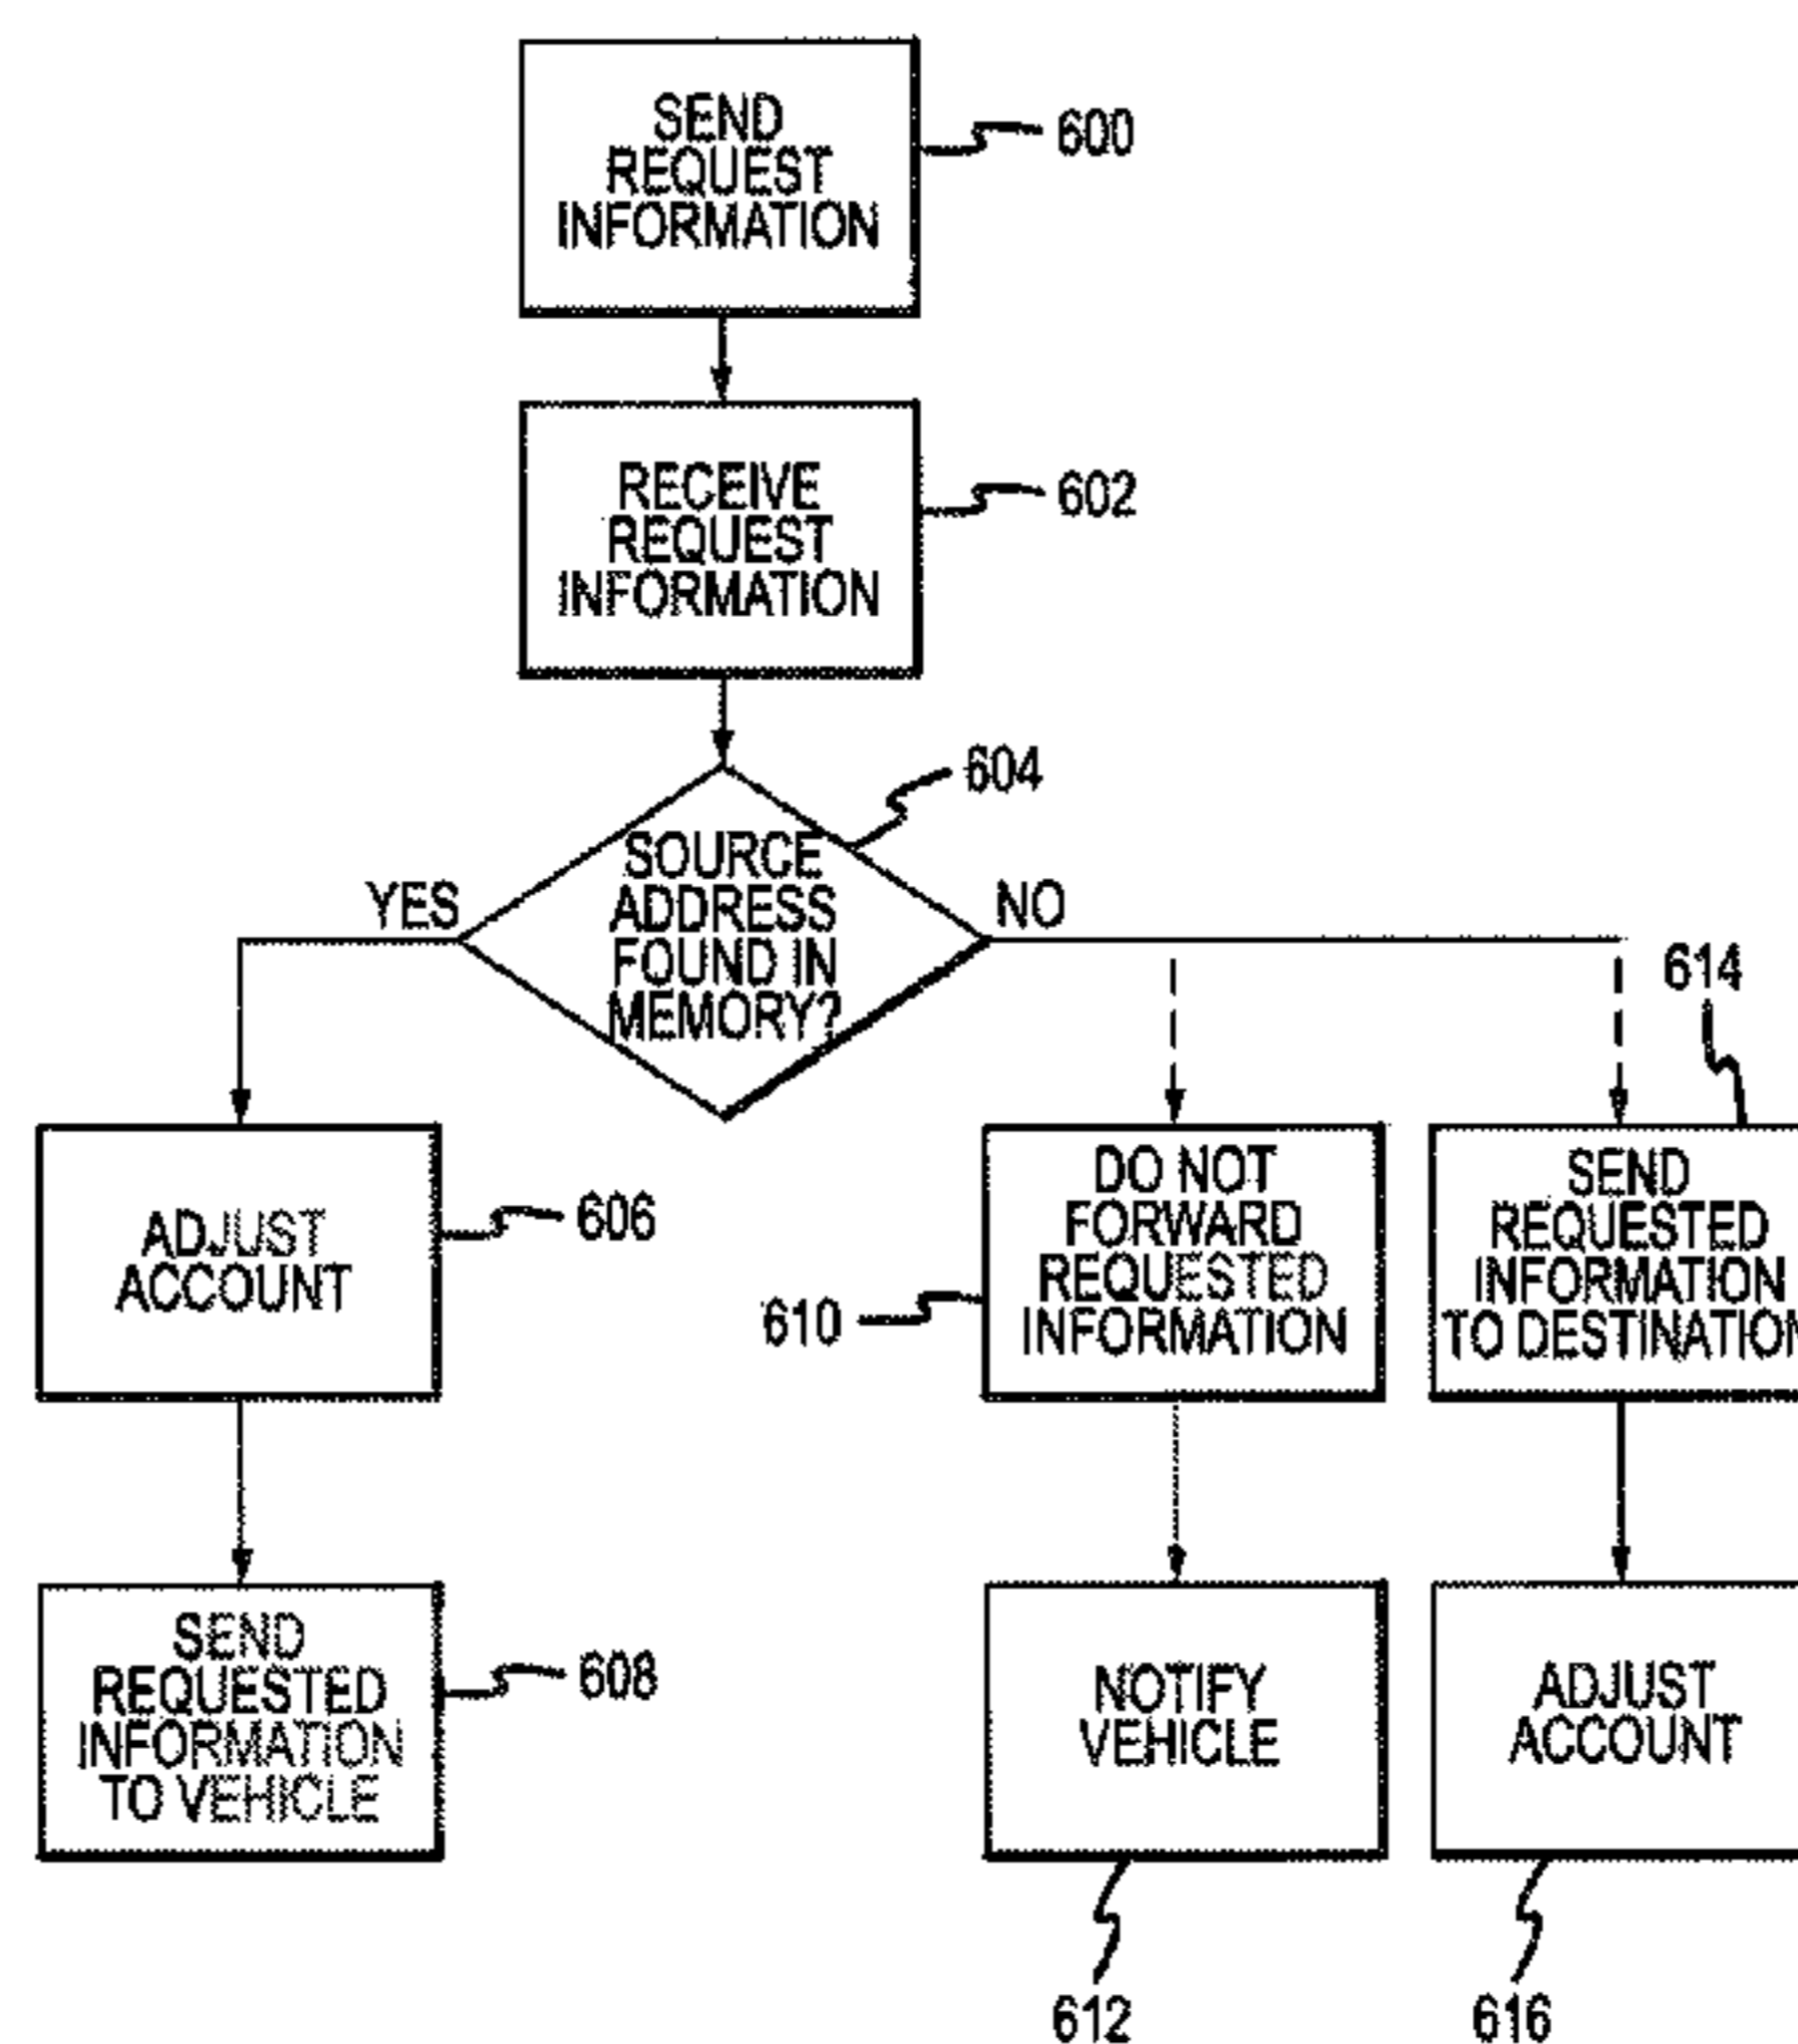 SEND
REQUEST
INFORMATION
600
RECEIVE
REQUEST
INFORMATION
602
604
SOURCE
ADDRESS
FOUND IN
MEMORY?
YES
NO
614
ADJUST
ACCOUNT
606
DO NOT
FORWARD
REQUESTED
INFORMATION
610
SEND
REQUESTED
INFORMATION
TO DESTINATION
SEND
REQUESTED
INFORMATION
TO VEHICLE
608
NOTIFY
VEHICLE
ADJUST
ACCOUNT
612
616